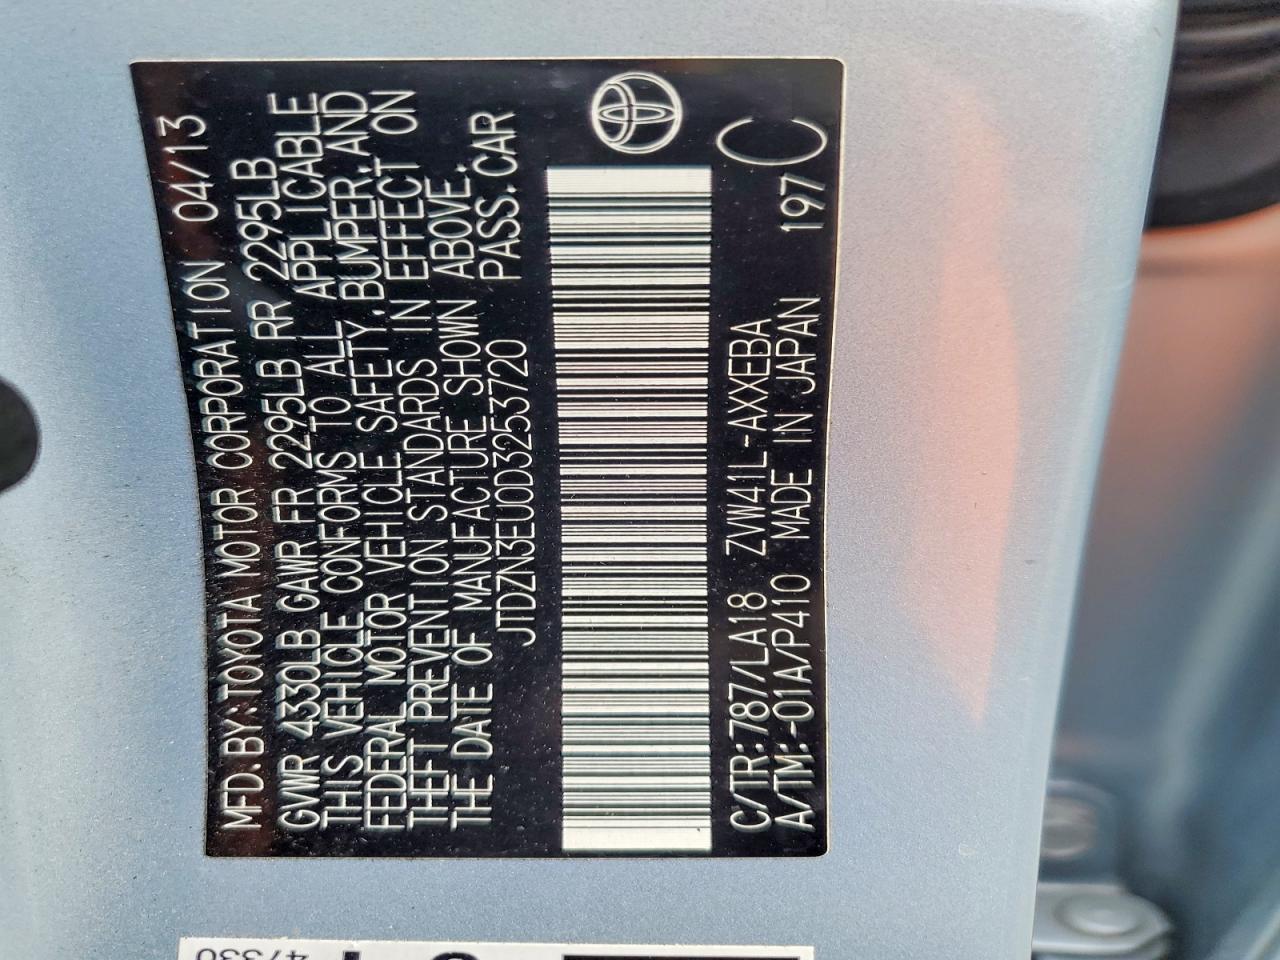 MFD.BY:TOYOTA MOTOR CORPORATION 04/13
GVWR 4330LB GAWR FR 2295LB RR 2295LB
THIS VEHICLE CONFORMS TO ALL APPLICABLE
FEDERAL MOTOR VEHICLE SAFETY,BUMPER,AND
THEFT PREVENTION STANDARDS IN EFFECT ON
THE DATE OF MANUFACTURE SHOWN ABOVE.
JTDZN3EU0D3253720 PASS.CAR
C/TR:787/LA18 ZVW41L-AXXEBA
A/TM:-01A/P410 MADE IN JAPAN 197 C
47330